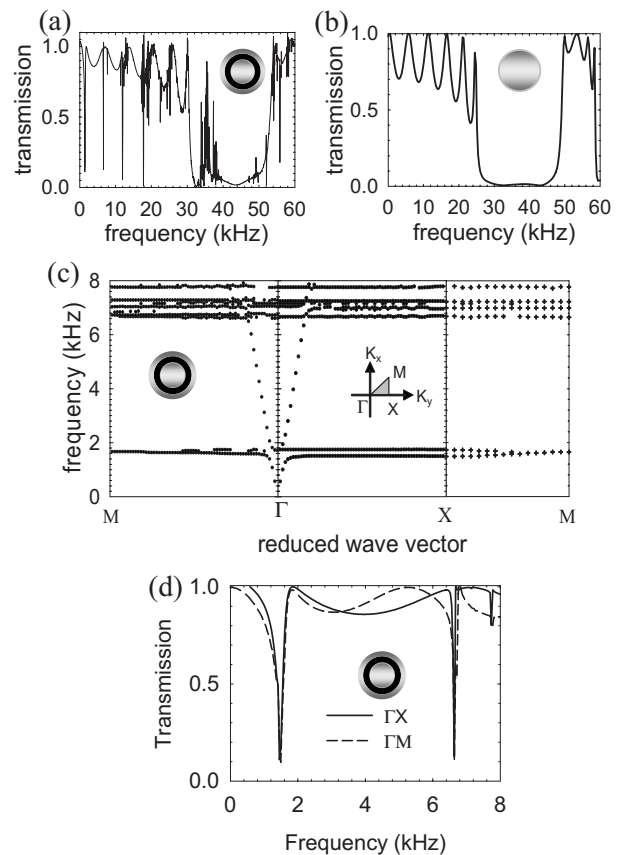 (a)
transmission
1.0
0.5
0.0
0 10 20 30 40 50 60
frequency (kHz)
(b)
transmission
1.0
0.5
0.0
0 10 20 30 40 50 60
frequency (kHz)
(c)
frequency (kHz)
8
6
4
2
0
Kx
M
Γ
X
Ky
M Γ X M
reduced wave vector
(d)
Transmission
1.0
0.5
0.0
ΓX
ΓM
0 2 4 6 8
Frequency (kHz)